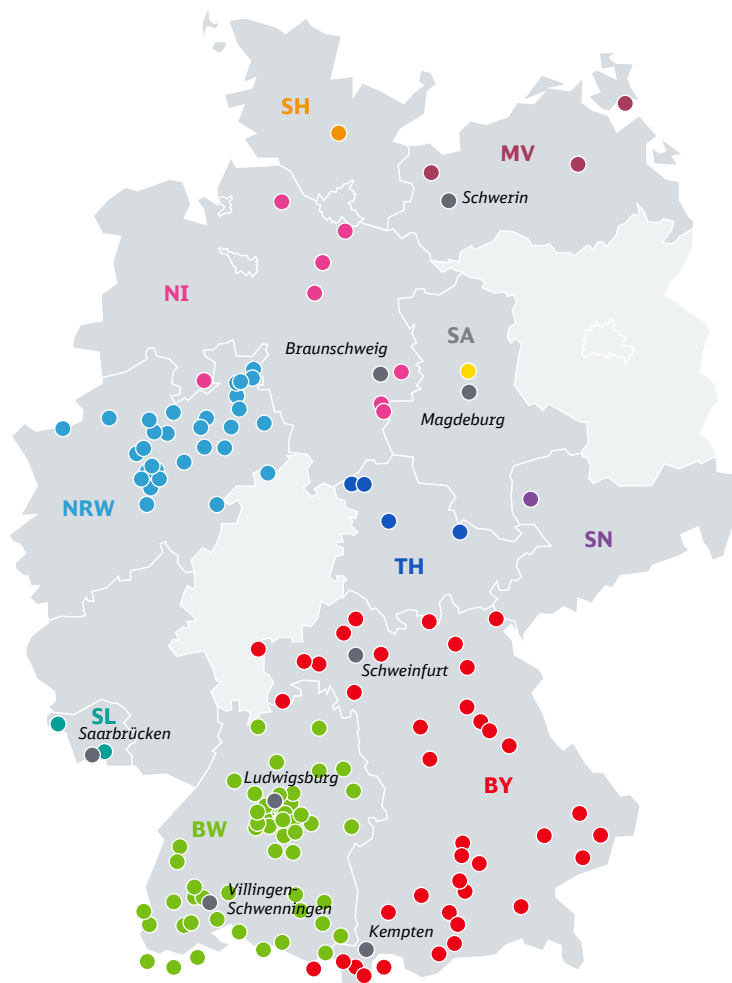 SH
MV
Schwerin
NI
SA
Braunschweig
Magdeburg
NRW
SN
TH
Schweinfurt
SL
Saarbrücken
Ludwigsburg
BY
BW
Villingen-
Schwenningen
Kempten